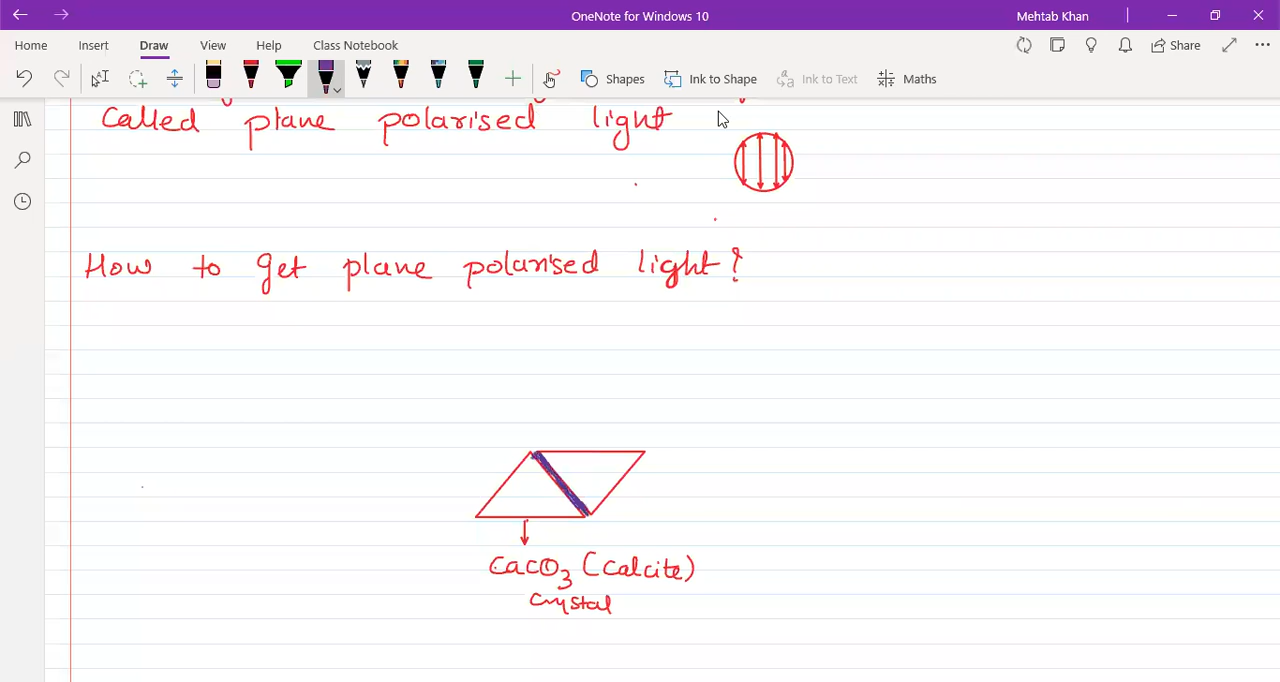 OneNote for Windows 10
Mehtab Khan
Home Insert Draw View Help Class Notebook
Share
Shapes Ink to Shape Ink to Text Maths
Called plane polarised light
How to get plane polarised light?
CaCO3 (Calcite)
Crystal